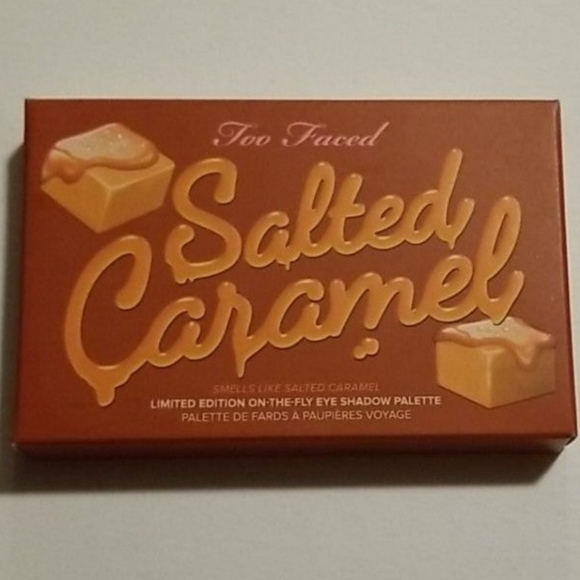 Too Faced
Salted
Caramel
SMELLS LIKE SALTED CARAMEL
LIMITED EDITION ON-THE-FLY EYE SHADOW PALETTE
PALETTE DE FARDS A PAUPIÈRES VOYAGE